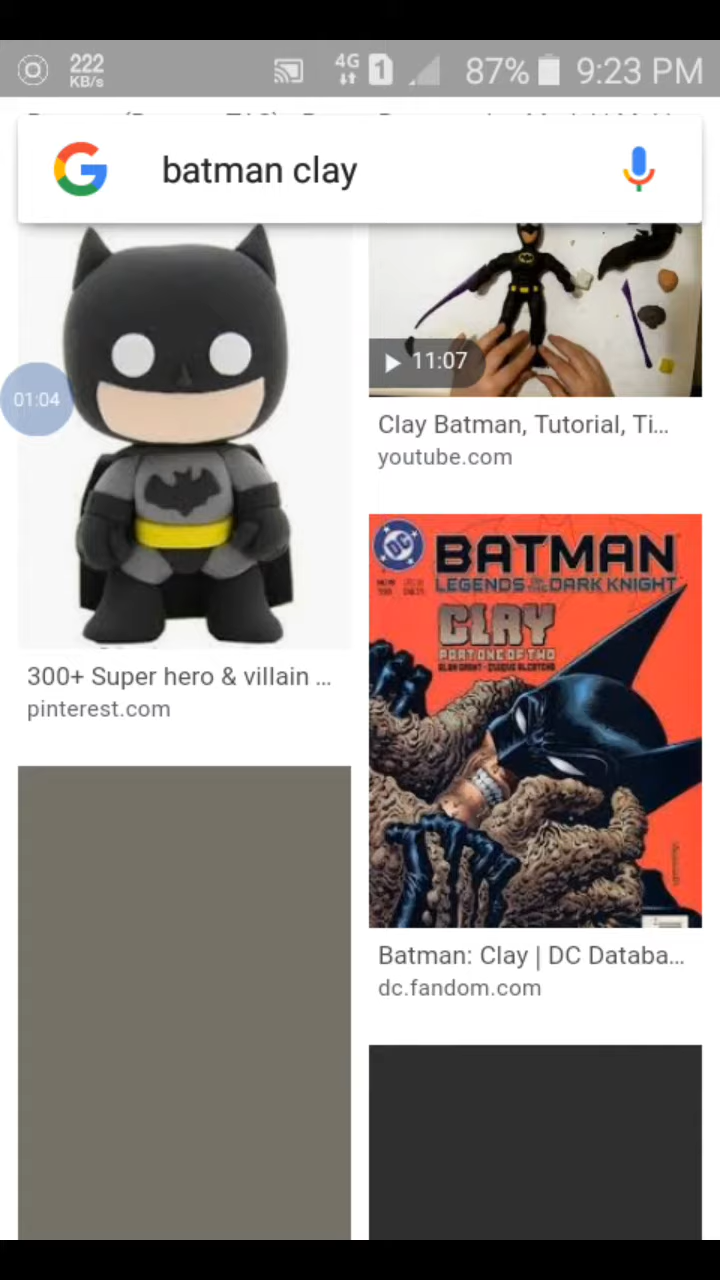 222
KB/s
4G
1
87%
9:23 PM
batman clay
01:04
11:07
Clay Batman, Tutorial, Ti...
youtube.com
300+ Super hero & villain ...
pinterest.com
DC
BATMAN
LEGENDS OF THE DARK KNIGHT
CLAY
PART ONE OF TWO
Batman: Clay | DC Databa...
dc.fandom.com